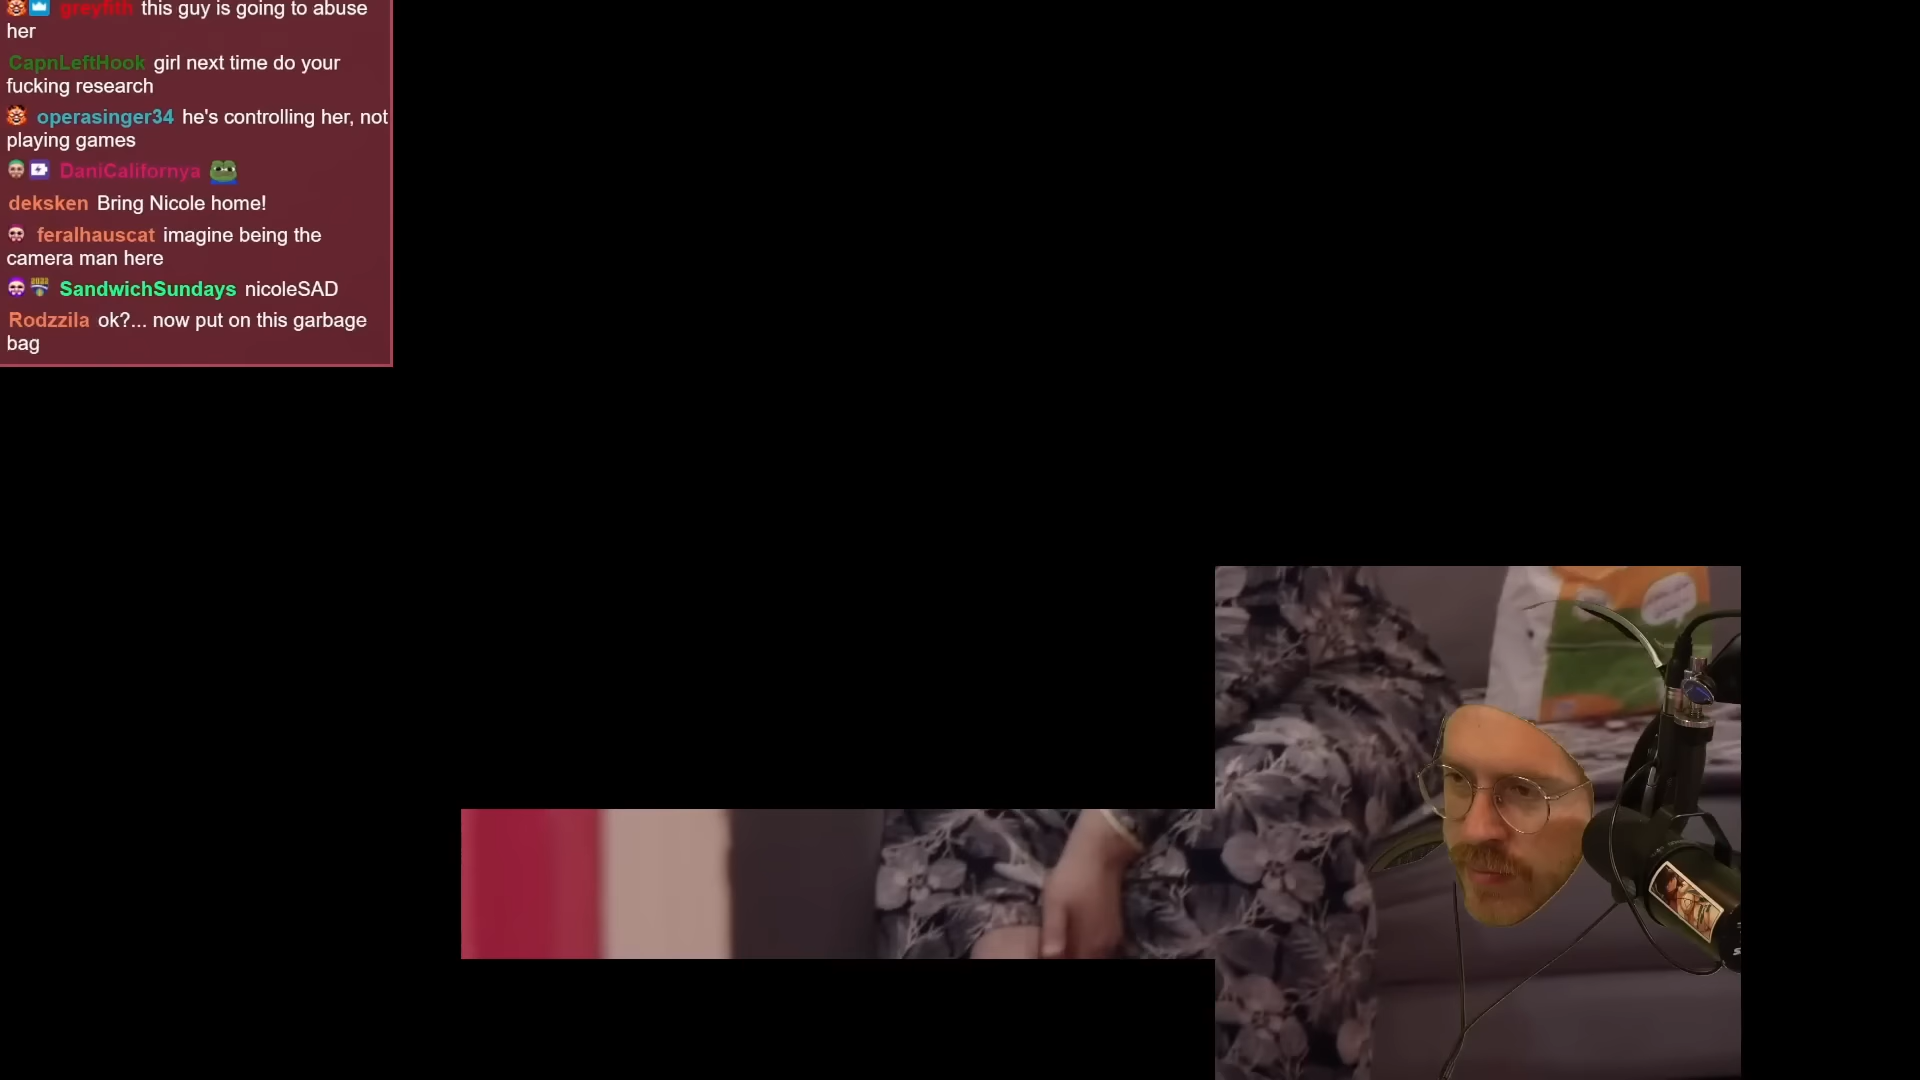 greyfith this guy is going to abuse
her
CapnLeftHook girl next time do your
fucking research
operasinger34 he's controlling her, not
playing games
DaniCalifornya
deksken Bring Nicole home!
feralhauscat imagine being the
camera man here
SandwichSundays nicoleSAD
Rodzzila ok?... now put on this garbage
bag